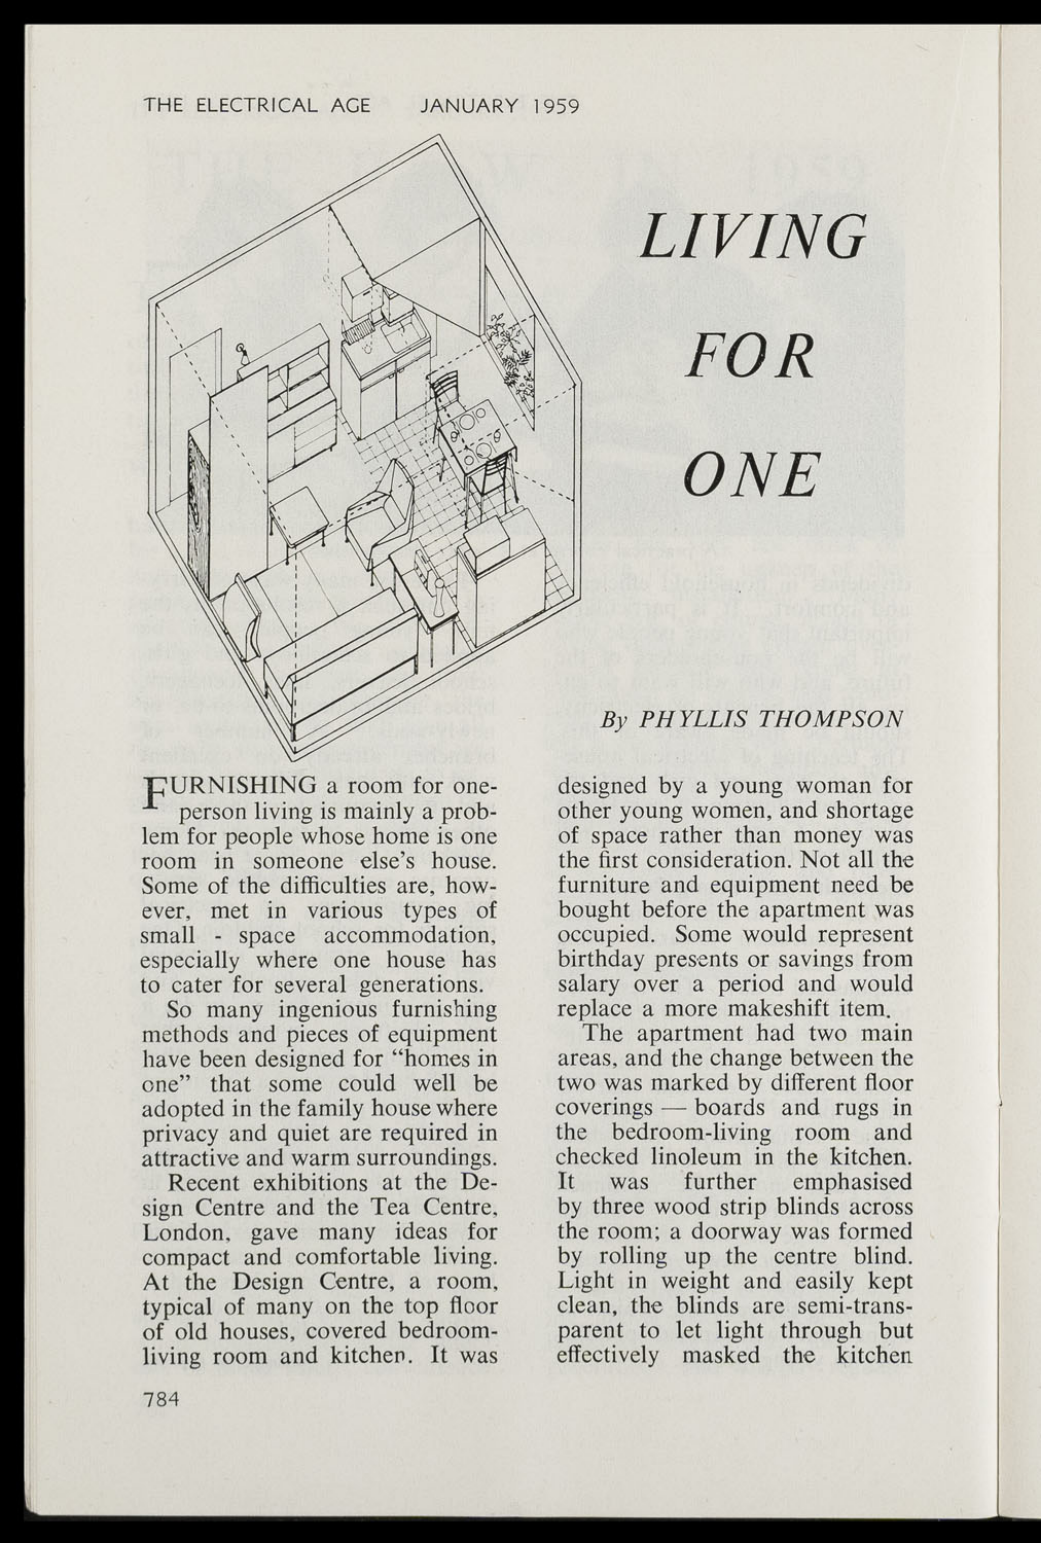 THE ELECTRICAL AGE JANUARY 1959
LIVING
FOR
ONE
By PHYLLIS THOMPSON
FURNISHING a room for one-
person living is mainly a prob-
lem for people whose home is one
room in someone else's house.
Some of the difficulties are, how-
ever, met in various types of
small - space accommodation,
especially where one house has
to cater for several generations.
So many ingenious furnishing
methods and pieces of equipment
have been designed for “homes in
one” that some could well be
adopted in the family house where
privacy and quiet are required in
attractive and warm surroundings.
Recent exhibitions at the De-
sign Centre and the Tea Centre,
London, gave many ideas for
compact and comfortable living.
At the Design Centre, a room,
typical of many on the top floor
of old houses, covered bedroom-
living room and kitchen. It was
designed by a young woman for
other young women, and shortage
of space rather than money was
the first consideration. Not all the
furniture and equipment need be
bought before the apartment was
occupied. Some would represent
birthday presents or savings from
salary over a period and would
replace a more makeshift item.
The apartment had two main
areas, and the change between the
two was marked by different floor
coverings — boards and rugs in
the bedroom-living room and
checked linoleum in the kitchen.
It was further emphasised
by three wood strip blinds across
the room; a doorway was formed
by rolling up the centre blind.
Light in weight and easily kept
clean, the blinds are semi-trans-
parent to let light through but
effectively masked the kitchen
784